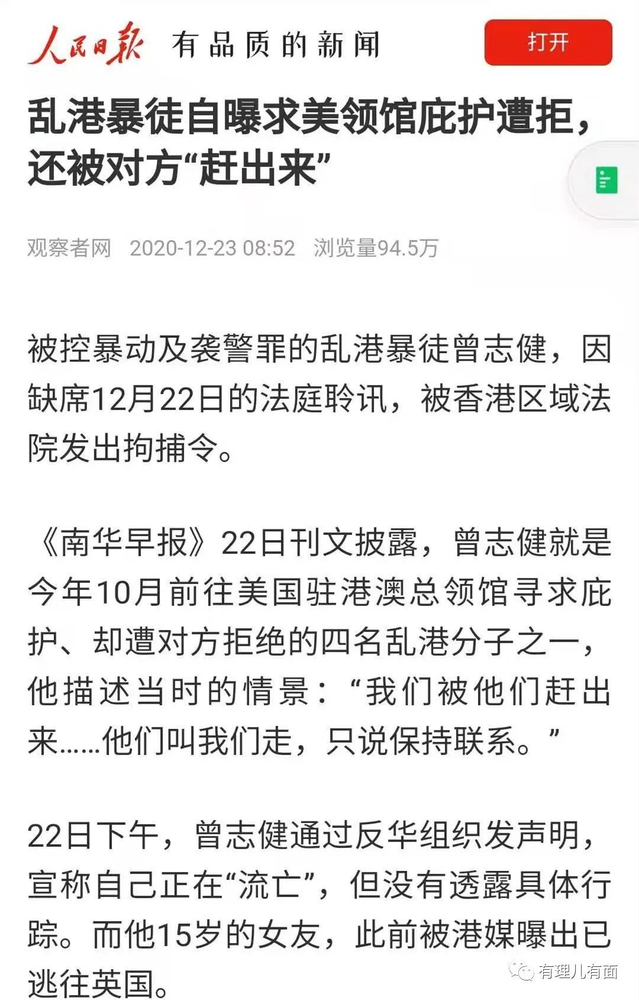 人民日报 有品质的新闻 打开
乱港暴徒自曝求美领馆庇护遭拒，
还被对方“赶出来”
观察者网 2020-12-23 08:52 浏览量94.5万
被控暴动及袭警罪的乱港暴徒曾志健，因
缺席12月22日的法庭聆讯，被香港区域法
院发出拘捕令。
《南华早报》22日刊文披露，曾志健就是
今年10月前往美国驻港澳总领馆寻求庇
护、却遭对方拒绝的四名乱港分子之一，
他描述当时的情景：“我们被他们赶出
来……他们叫我们走，只说保持联系。”
22日下午，曾志健通过反华组织发声明，
宣称自己正在“流亡”，但没有透露具体行
踪。而他15岁的女友，此前被港媒曝出已
逃往英国。
有理儿有面